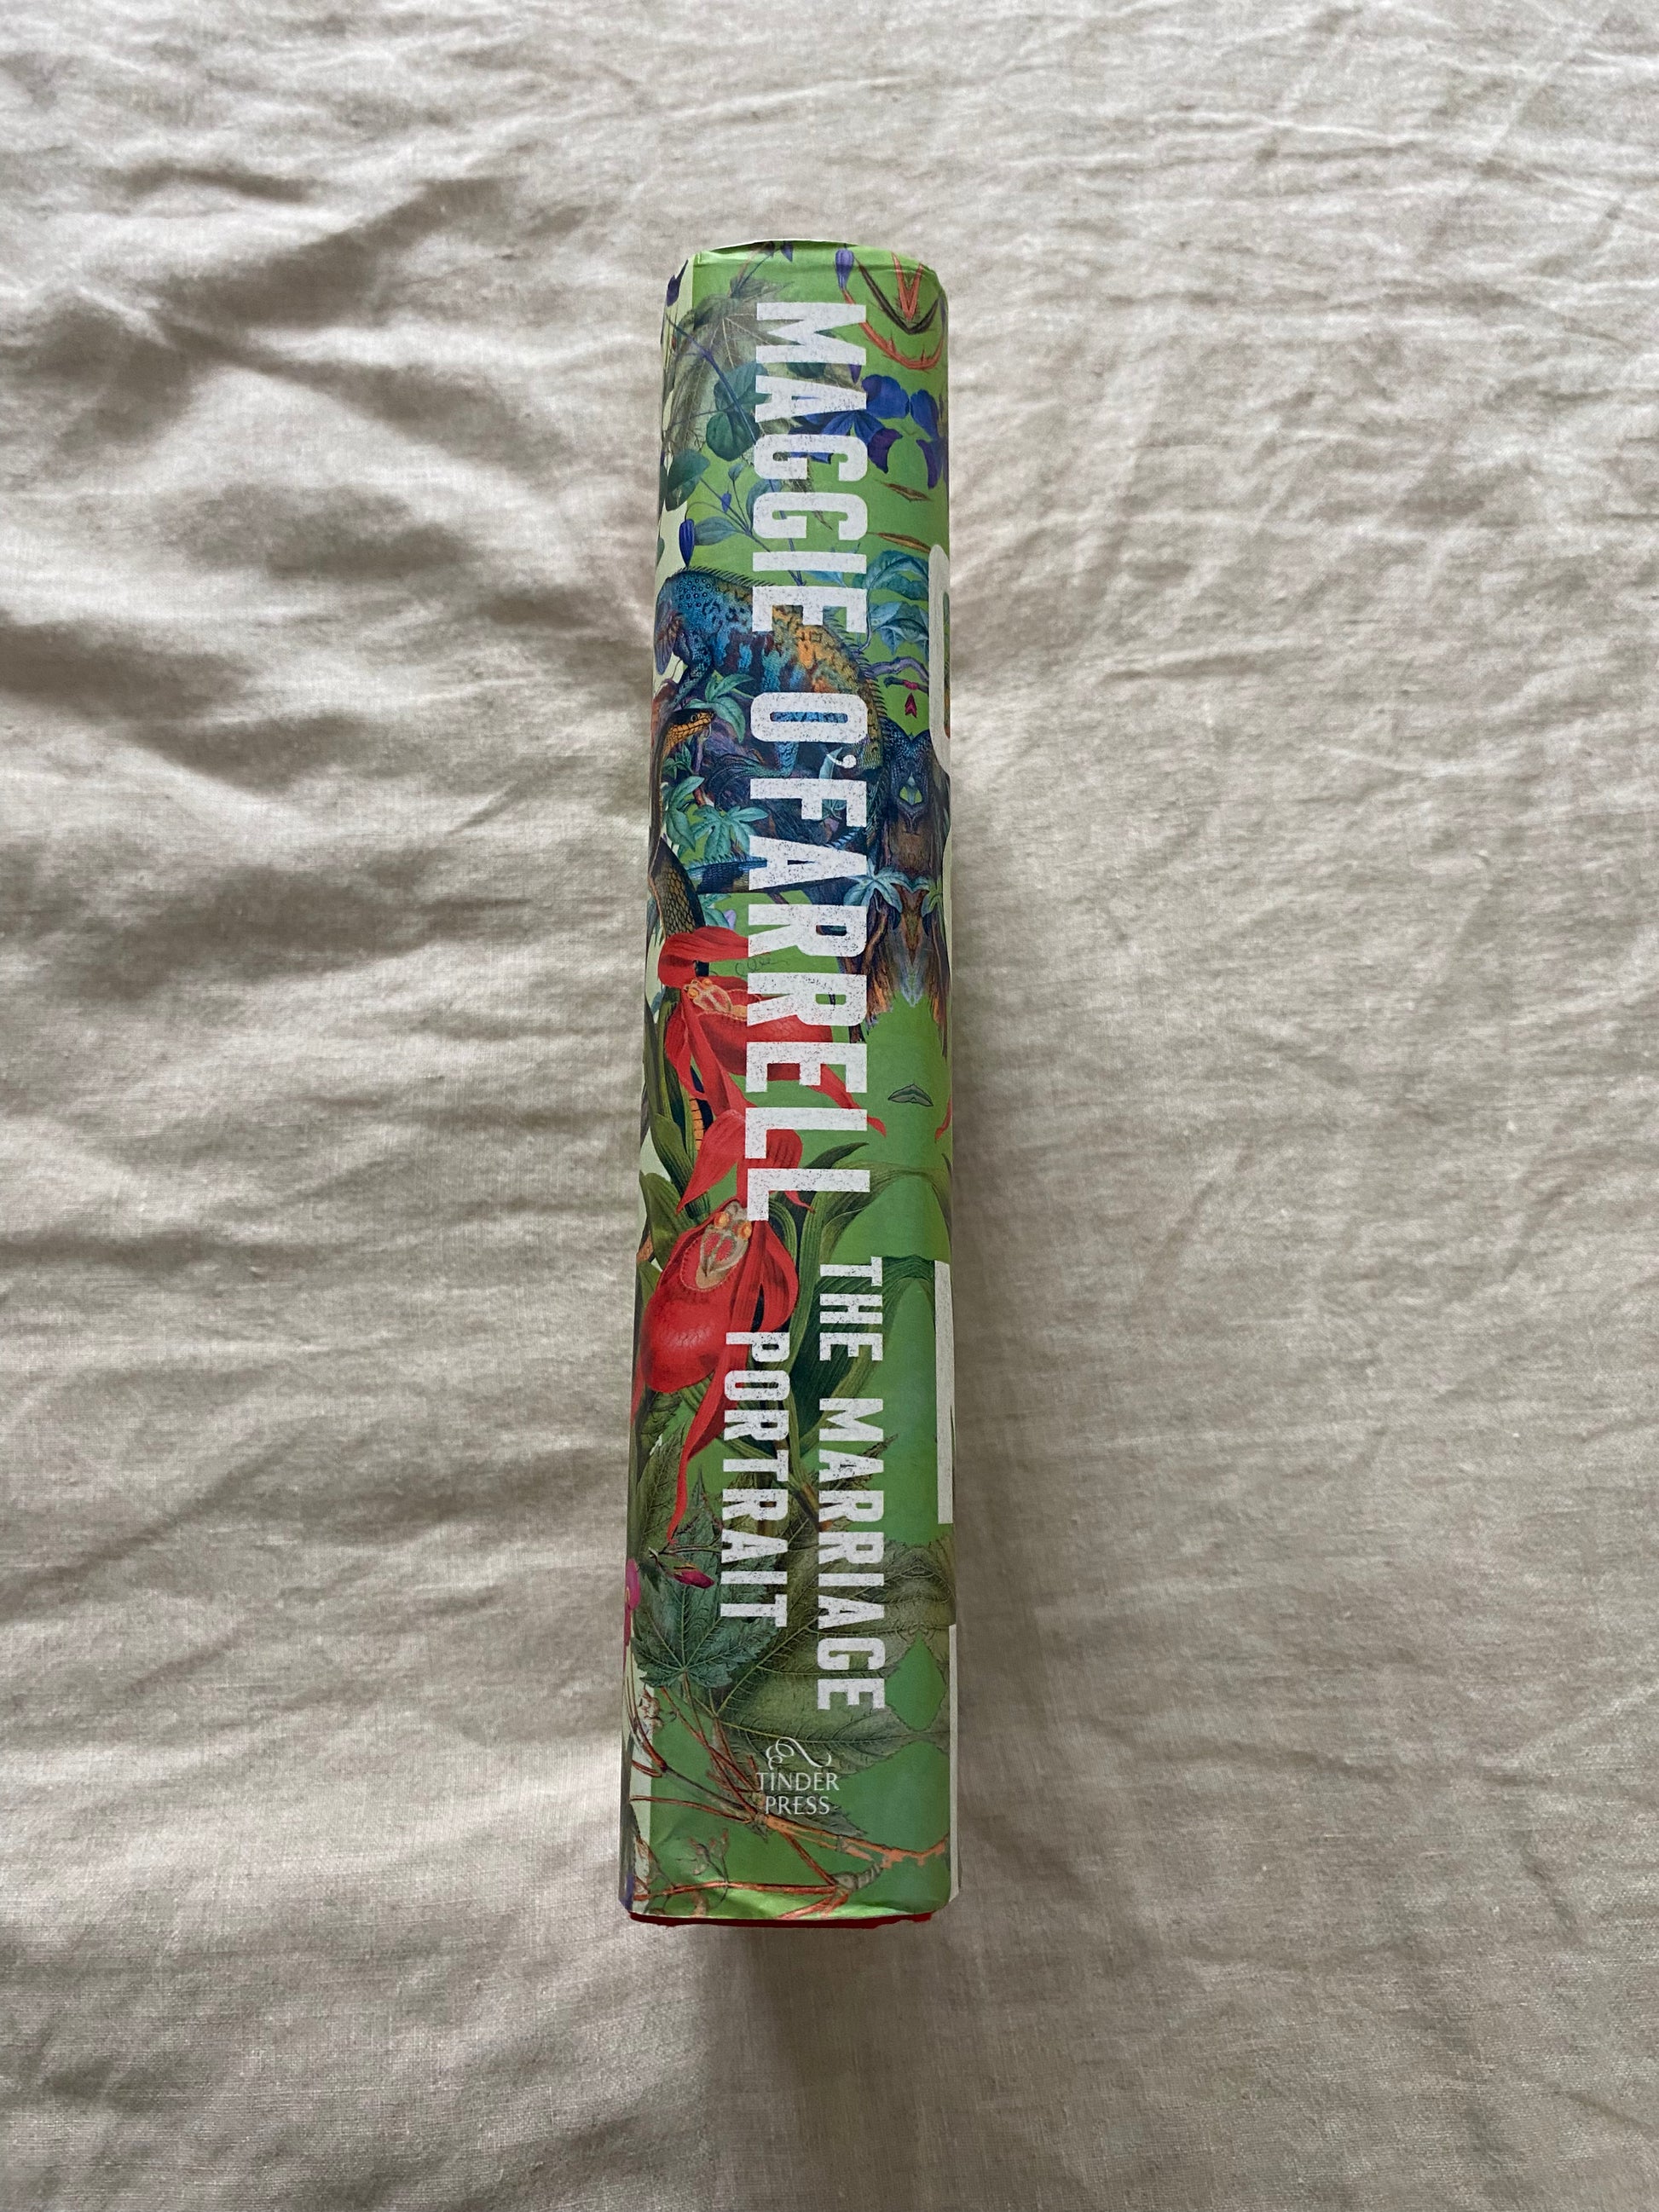 MAGGIE O'FARRELL
THE MARRIAGE
PORTRAIT
TINDER
PRESS